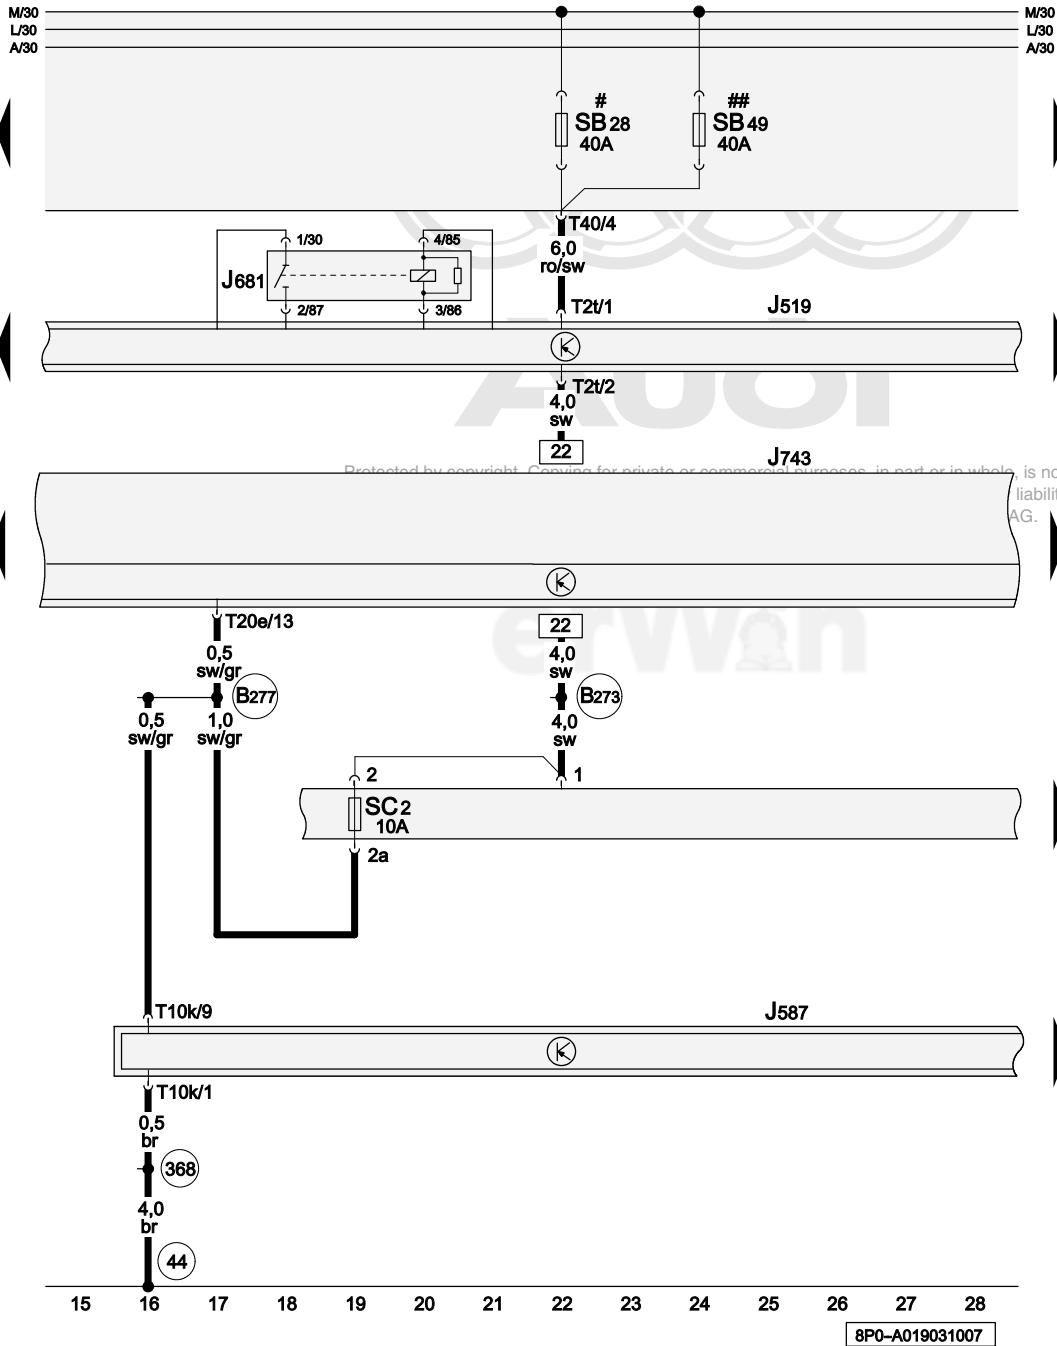 M/30 M/30
L/30 L/30
A/30 A/30
# ##
SB28 SB49
40A 40A
T40/4
1/30 4/85 6,0
ro/sw
J681
2/87 3/86 T2t/1 J519
Audi
T2t/2
4,0
sw
22
J743
Protected by copyright. Copying for private or commercial purposes, in part or in whole, is no
liabilit
AG.
erWin
T20e/13 22
0,5 4,0
sw/gr sw
B277 B273
0,5 1,0 4,0
sw/gr sw/gr sw
2 1
SC2
10A
2a
T10k/9 J587
T10k/1
0,5
br
368
4,0
br
44
15 16 17 18 19 20 21 22 23 24 25 26 27 28
8P0-A019031007